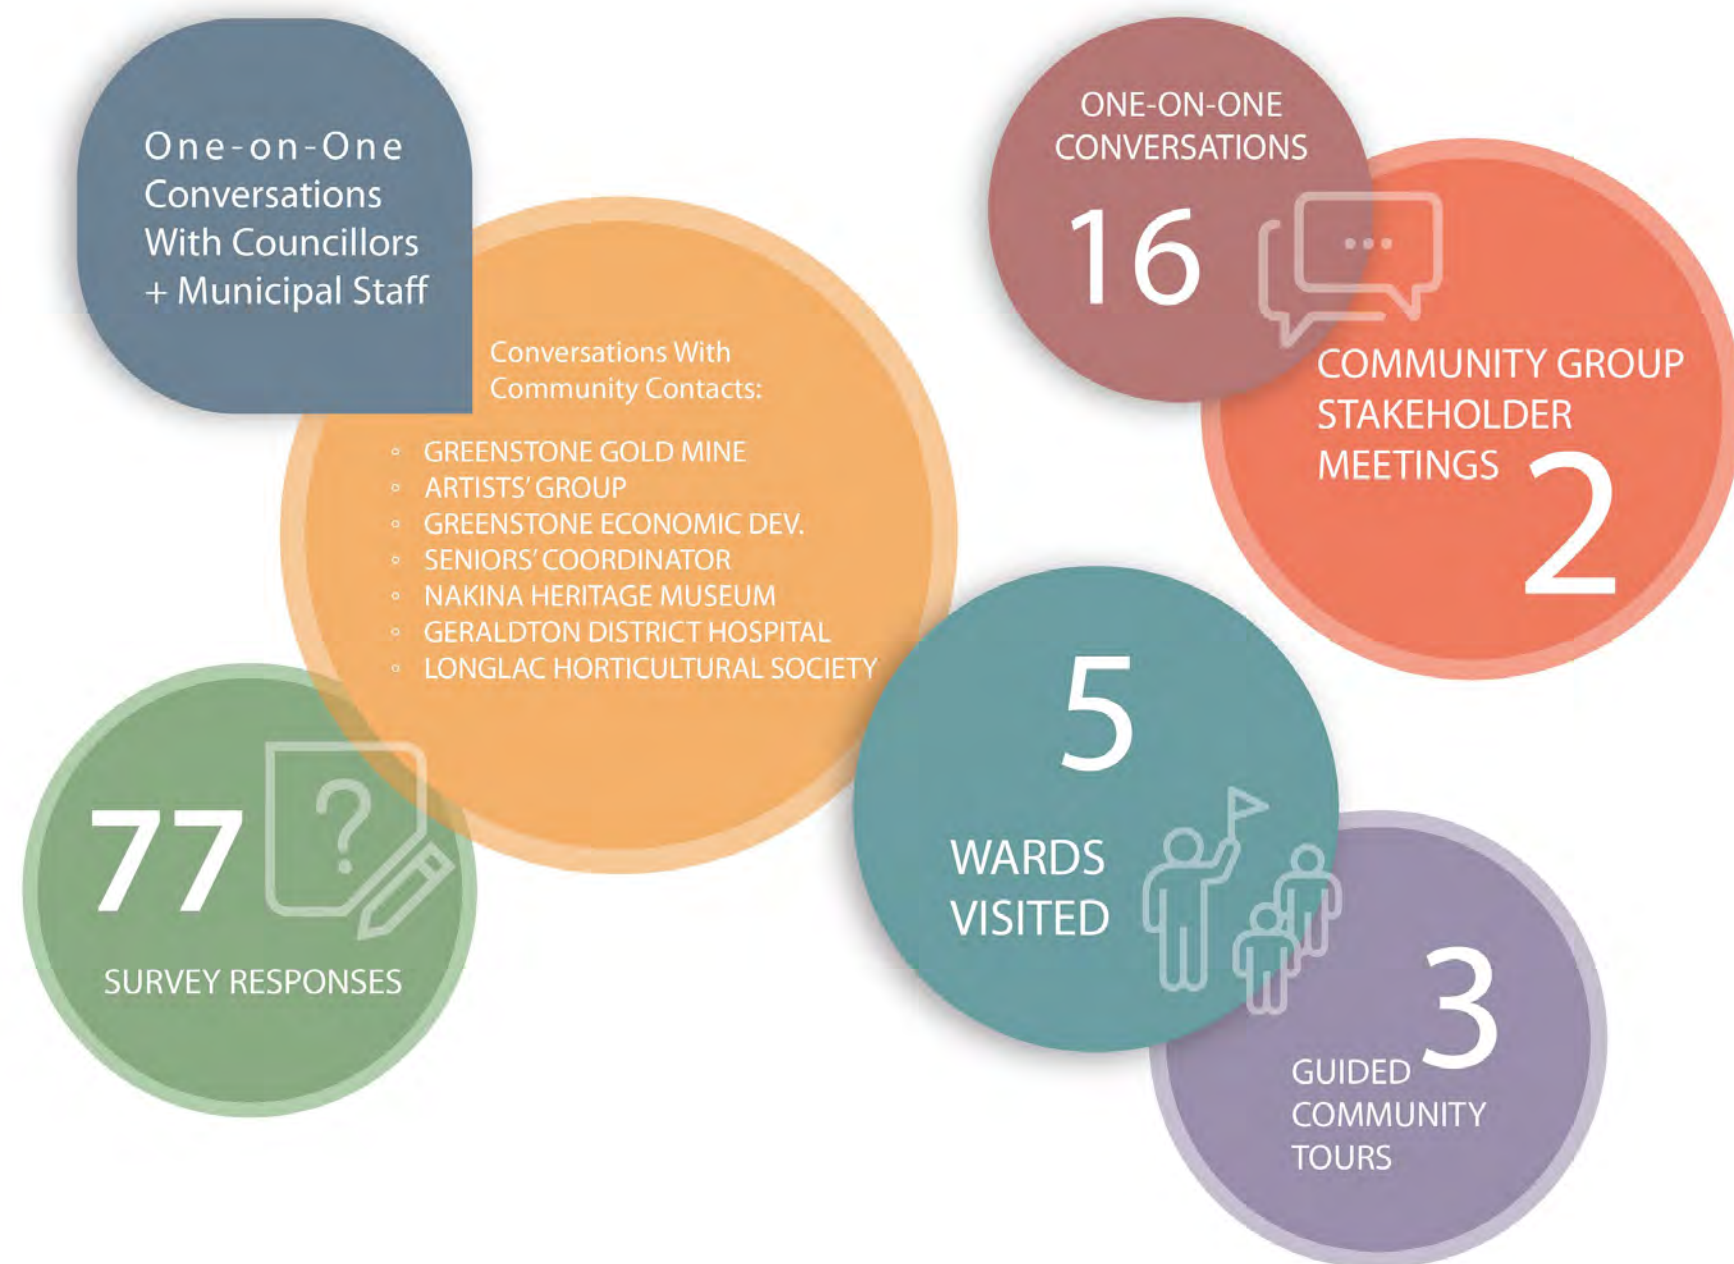 One-on-One
Conversations
With Councillors
+ Municipal Staff
Conversations With
Community Contacts:
◦ GREENSTONE GOLD MINE
◦ ARTISTS' GROUP
◦ GREENSTONE ECONOMIC DEV.
◦ SENIORS' COORDINATOR
◦ NAKINA HERITAGE MUSEUM
◦ GERALDTON DISTRICT HOSPITAL
◦ LONGLAC HORTICULTURAL SOCIETY
77
SURVEY RESPONSES
ONE-ON-ONE
CONVERSATIONS
16
COMMUNITY GROUP
STAKEHOLDER
MEETINGS
2
5
WARDS
VISITED
3
GUIDED
COMMUNITY
TOURS